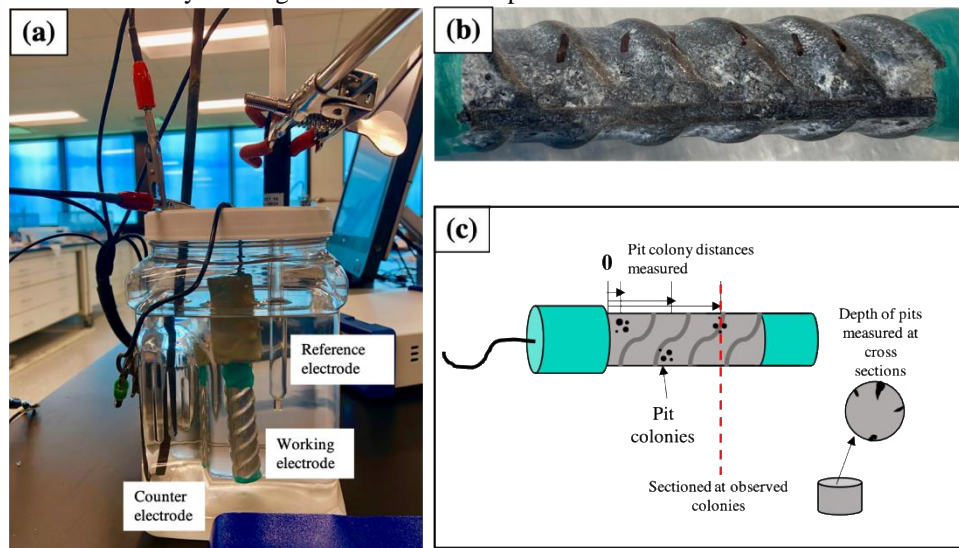 (a)
Reference
electrode
Working
electrode
Counter
electrode
(b)
(c)
Pit colony distances
measured
0
Depth of pits
measured at
cross
sections
Pit
colonies
Sectioned at observed
colonies